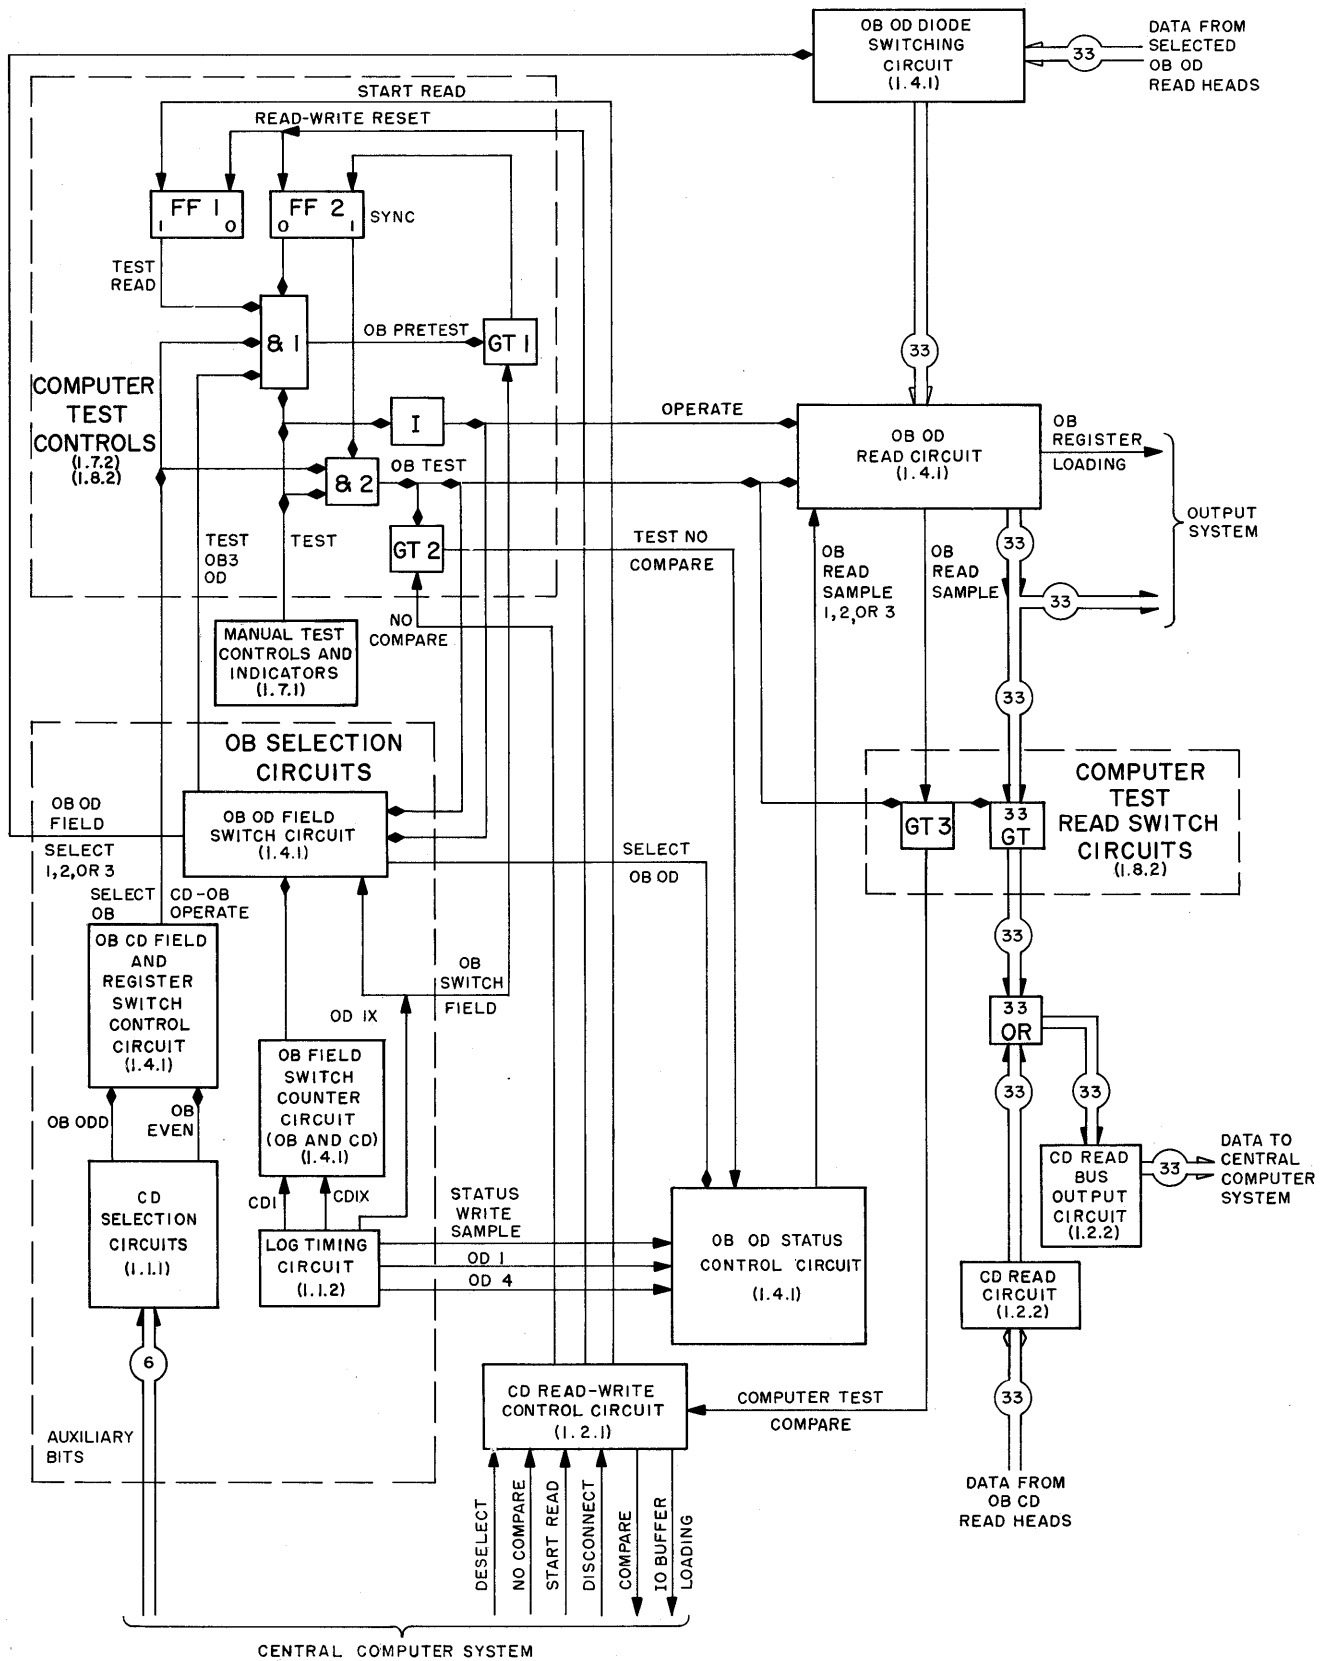 OB OD DIODE
SWITCHING
CIRCUIT
(1.4.1)
33
DATA FROM
SELECTED
OB OD
READ HEADS
START READ
READ-WRITE RESET
FF 1
1 0
FF 2
0 1
SYNC
TEST
READ
& 1
OB PRETEST
GT 1
33
COMPUTER
TEST
CONTROLS
(1.7.2)
(1.8.2)
I
OPERATE
OB OD
READ CIRCUIT
(1.4.1)
OB
REGISTER
LOADING
& 2
OB TEST
GT 2
TEST NO
COMPARE
TEST
OB3
OD
TEST
OB
READ
SAMPLE
1,2,OR 3
OB
READ
SAMPLE
33
33
OUTPUT
SYSTEM
NO
COMPARE
MANUAL TEST
CONTROLS AND
INDICATORS
(1.7.1)
33
OB SELECTION
CIRCUITS
OB OD
FIELD
SELECT
1,2,OR 3
OB OD FIELD
SWITCH CIRCUIT
(1.4.1)
SELECT
OB OD
GT 3
33
GT
COMPUTER
TEST
READ SWITCH
CIRCUITS
(1.8.2)
SELECT
OB
CD-OB
OPERATE
OB CD FIELD
AND
REGISTER
SWITCH
CONTROL
CIRCUIT
(1.4.1)
OD IX
OB
SWITCH
FIELD
33
33
OR
OB FIELD
SWITCH
COUNTER
CIRCUIT
(OB AND CD)
(1.4.1)
33
33
OB ODD
OB
EVEN
CD
SELECTION
CIRCUITS
(1.1.1)
CD1
CDIX
LOG TIMING
CIRCUIT
(1.1.2)
STATUS
WRITE
SAMPLE
OD 1
OD 4
OB OD STATUS
CONTROL CIRCUIT
(1.4.1)
CD READ
BUS
OUTPUT
CIRCUIT
(1.2.2)
33
DATA TO
CENTRAL
COMPUTER
SYSTEM
CD READ
CIRCUIT
(1.2.2)
6
CD READ-WRITE
CONTROL CIRCUIT
(1.2.1)
COMPUTER TEST
COMPARE
33
AUXILIARY
BITS
DATA FROM
OB CD
READ HEADS
DESELECT
NO COMPARE
START READ
DISCONNECT
COMPARE
IO BUFFER
LOADING
CENTRAL COMPUTER SYSTEM